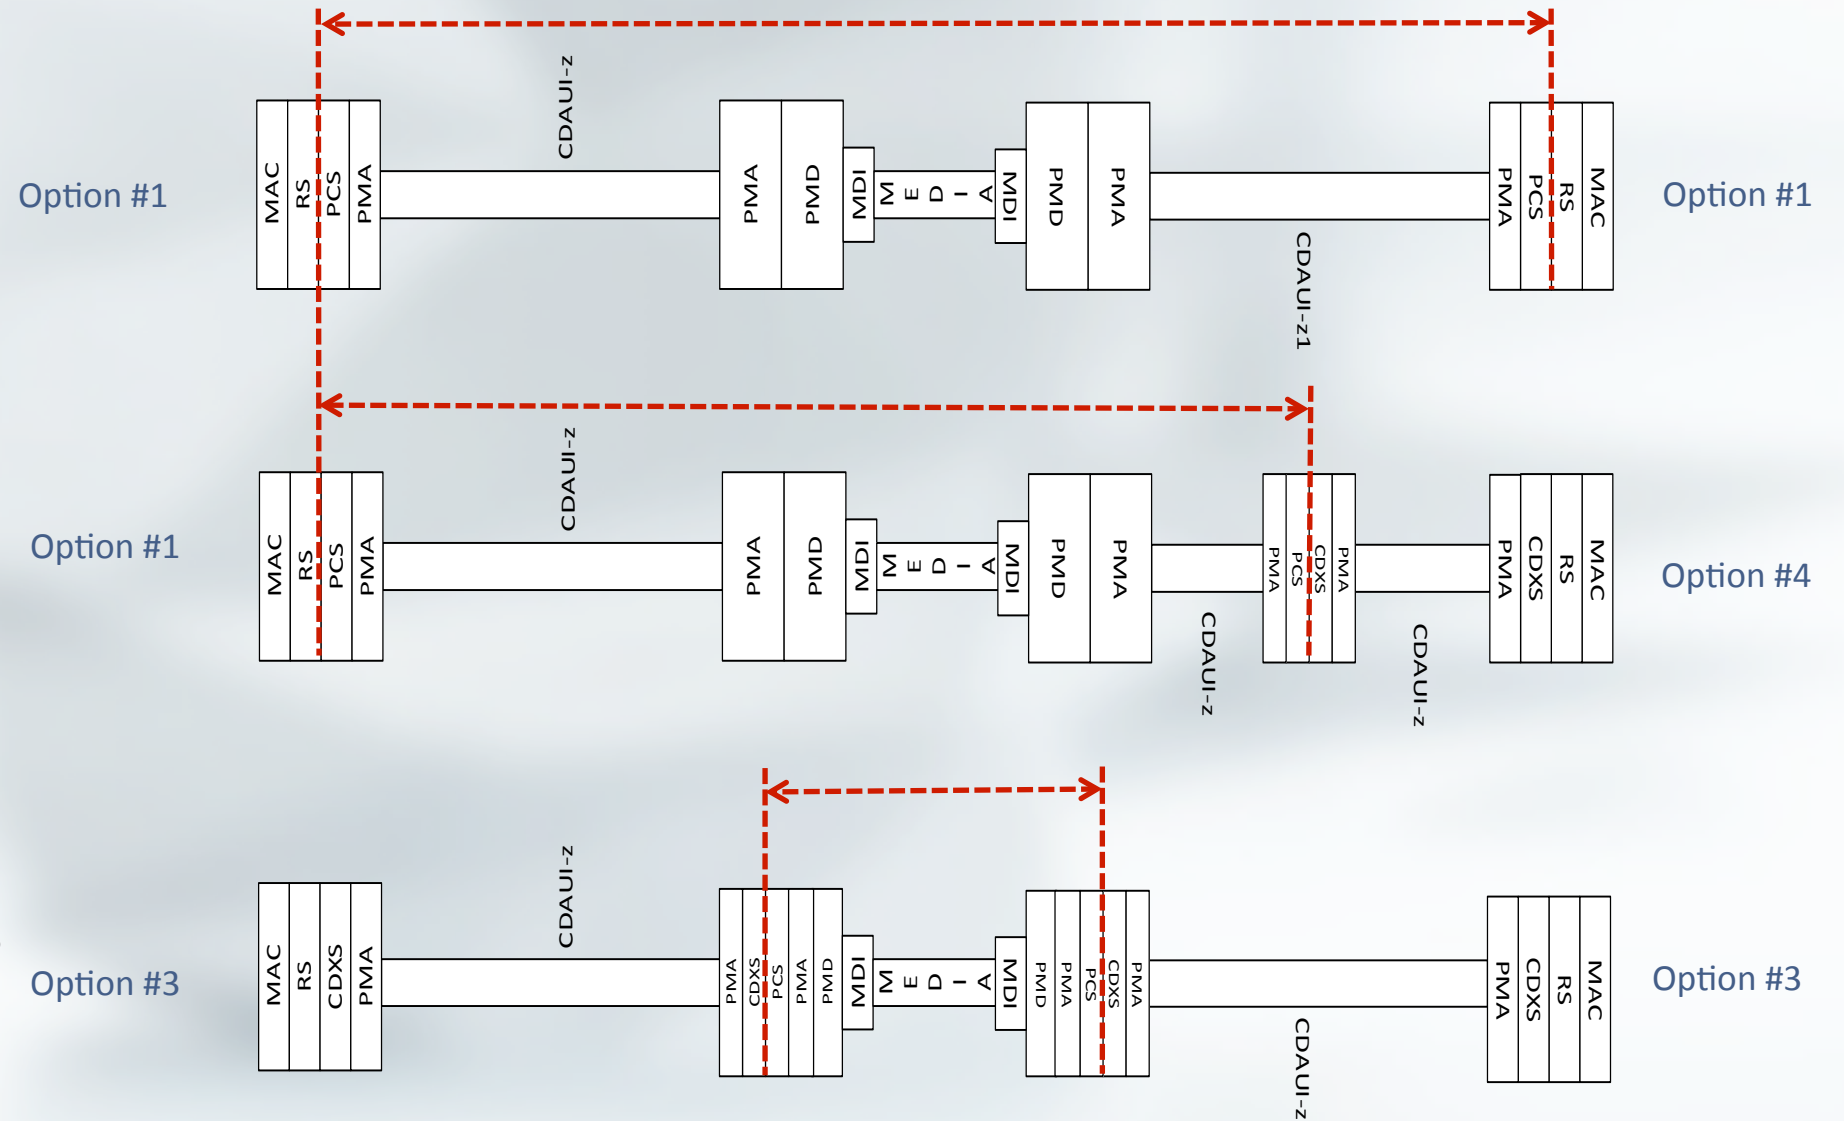 CDAUI-z
Option #1
MAC
RS
PCS
PMA
PMA
PMD
MDI
MEDIA
MDI
PMD
PMA
PMA
PCS
RS
MAC
Option #1
CDAUI-z1
CDAUI-z
Option #1
MAC
RS
PCS
PMA
PMA
PMD
MDI
MEDIA
MDI
PMD
PMA
PMA
PCS
CDXS
PMA
PMA
CDXS
RS
MAC
Option #4
CDAUI-z
CDAUI-z
CDAUI-z
Option #3
MAC
RS
CDXS
PMA
PMA
CDXS
PCS
PMA
PMD
MDI
MEDIA
MDI
PMD
PMA
PCS
CDXS
PMA
PMA
CDXS
RS
MAC
Option #3
CDAUI-z